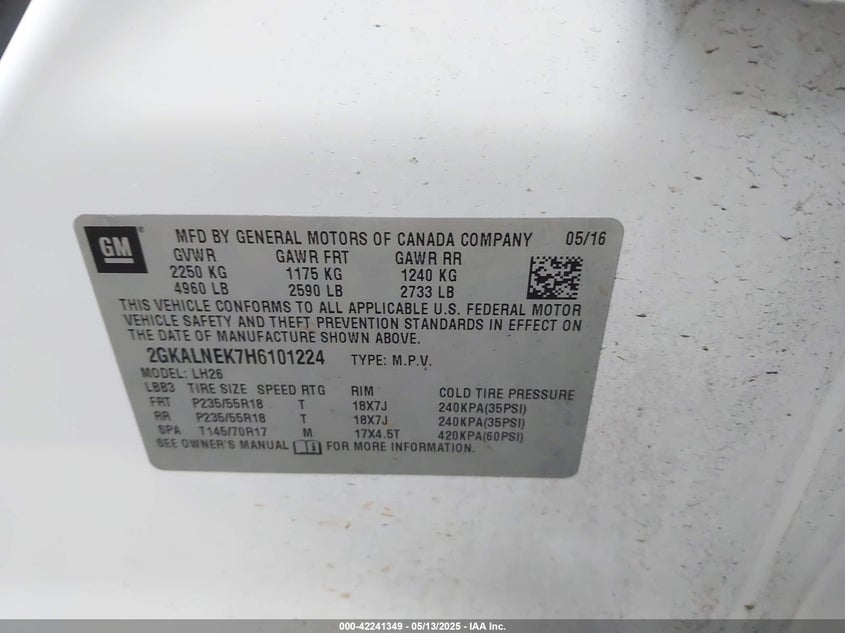 GM
MFD BY GENERAL MOTORS OF CANADA COMPANY 05/16
GVWR GAWR FRT GAWR RR
2250 KG 1175 KG 1240 KG
4960 LB 2590 LB 2733 LB
THIS VEHICLE CONFORMS TO ALL APPLICABLE U.S. FEDERAL MOTOR
VEHICLE SAFETY AND THEFT PREVENTION STANDARDS IN EFFECT ON
THE DATE OF MANUFACTURE SHOWN ABOVE.
2GKALNEK7H6101224 TYPE: M.P.V.
MODEL: LH26
LBB3 TIRE SIZE SPEED RTG RIM COLD TIRE PRESSURE
FRT P235/55R18 T 18X7J 240KPA(35PSI)
RR P235/55R18 T 18X7J 240KPA(35PSI)
SPA T145/70R17 M 17X4.5T 420KPA(60PSI)
SEE OWNER'S MANUAL FOR MORE INFORMATION.
000-42241349 - 05/13/2025 - IAA Inc.